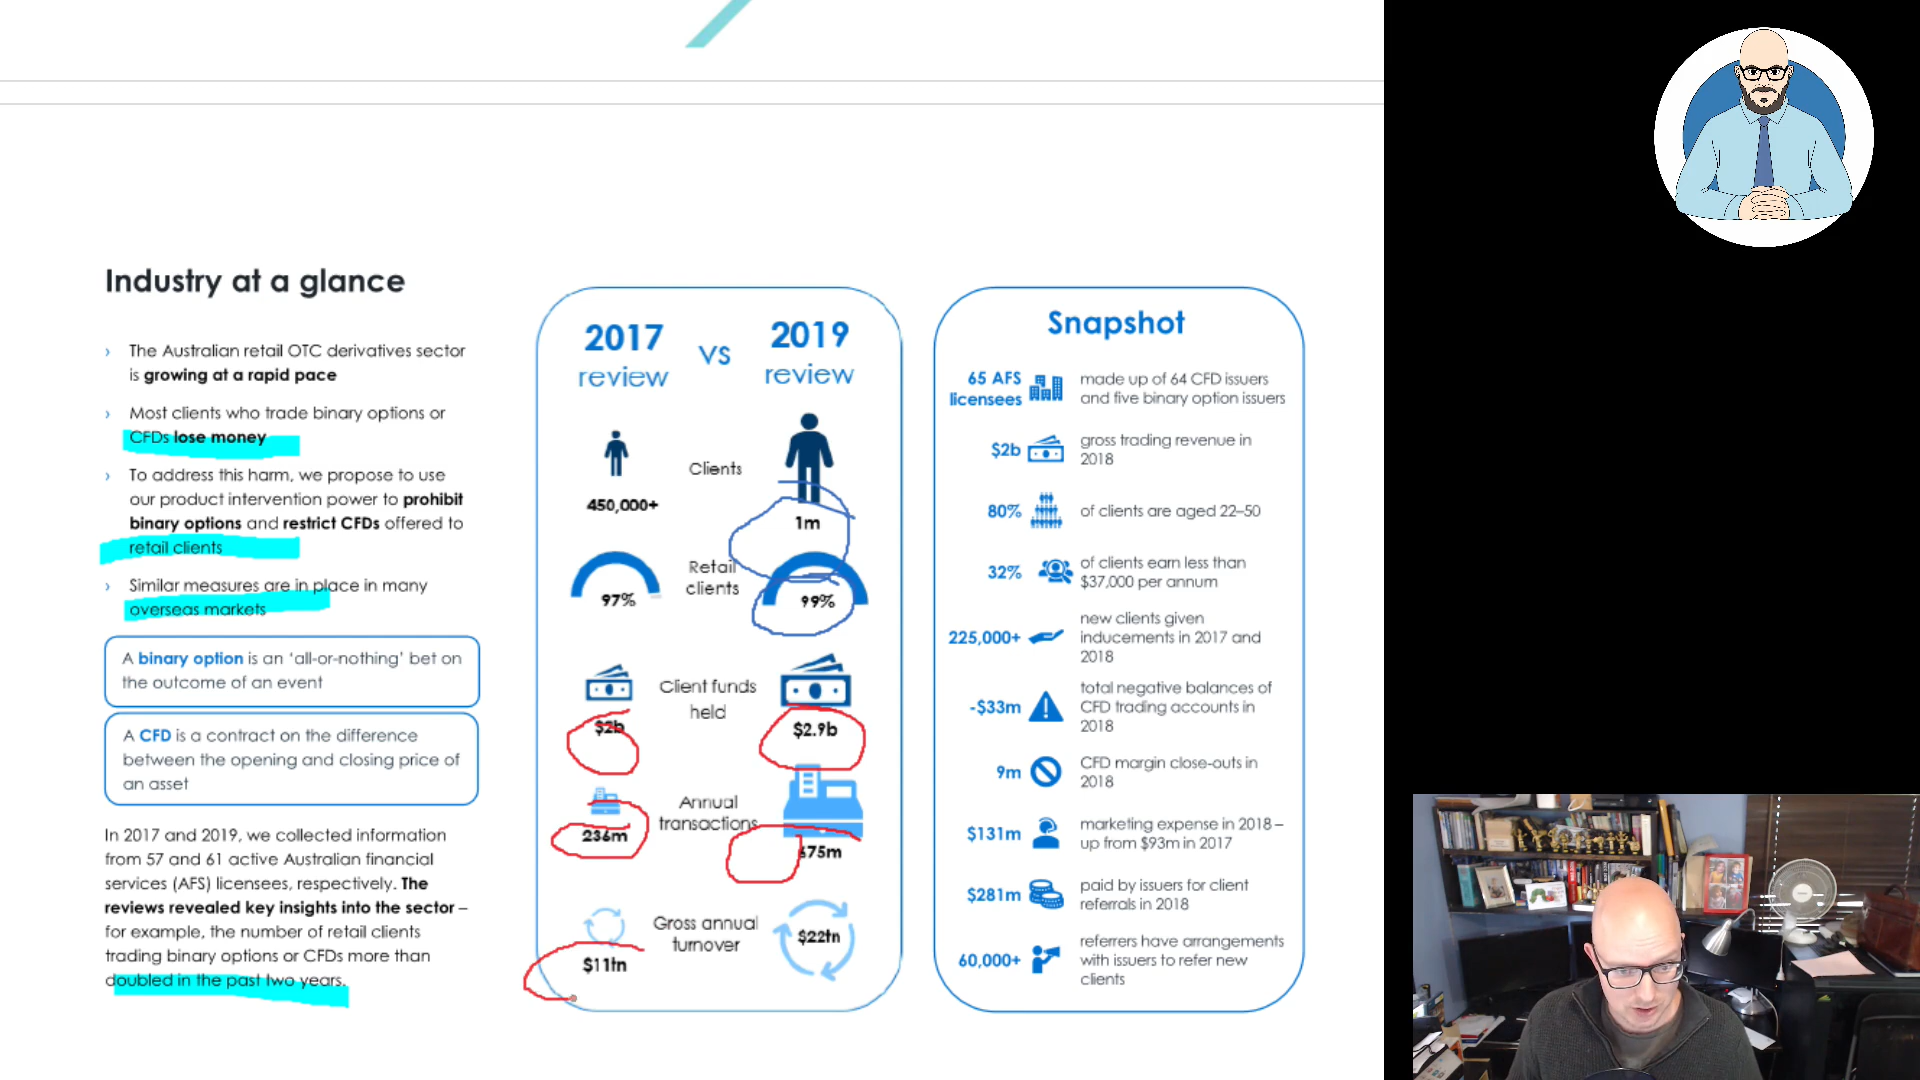 Industry at a glance
› The Australian retail OTC derivatives sector
is growing at a rapid pace
› Most clients who trade binary options or
CFDs lose money
› To address this harm, we propose to use
our product intervention power to prohibit
binary options and restrict CFDs offered to
retail clients
› Similar measures are in place in many
overseas markets
A binary option is an ‘all-or-nothing’ bet on
the outcome of an event
A CFD is a contract on the difference
between the opening and closing price of
an asset
In 2017 and 2019, we collected information
from 57 and 61 active Australian financial
services (AFS) licensees, respectively. The
reviews revealed key insights into the sector –
for example, the number of retail clients
trading binary options or CFDs more than
doubled in the past two years.
2017
review
VS
2019
review
Clients
450,000+
1m
Retail
clients
97%
99%
Client funds
held
$2b
$2.9b
Annual
transactions
236m
675m
Gross annual
turnover
$11tn
$22tn
Snapshot
65 AFS
licensees
made up of 64 CFD issuers
and five binary option issuers
$2b
gross trading revenue in
2018
80%
of clients are aged 22–50
32%
of clients earn less than
$37,000 per annum
225,000+
new clients given
inducements in 2017 and
2018
-$33m
total negative balances of
CFD trading accounts in
2018
9m
CFD margin close-outs in
2018
$131m
marketing expense in 2018 –
up from $93m in 2017
$281m
paid by issuers for client
referrals in 2018
60,000+
referrers have arrangements
with issuers to refer new
clients